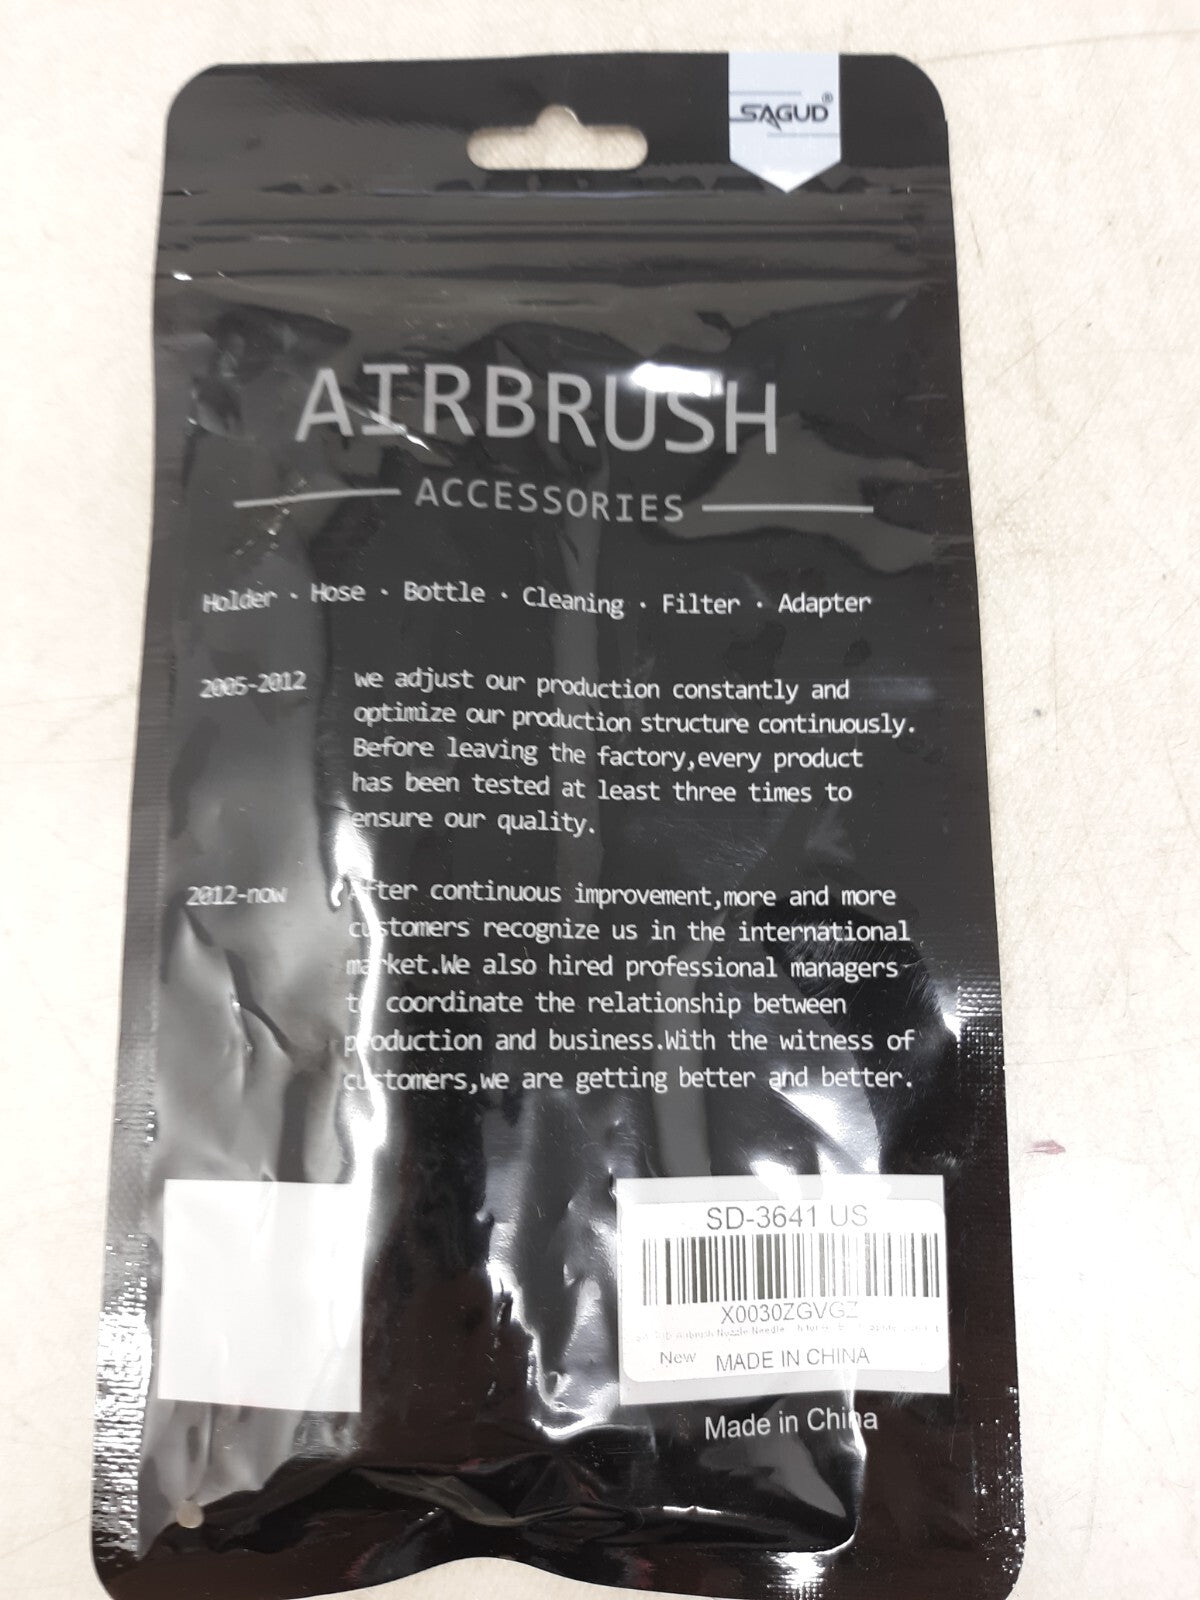 SAGUD®
AIRBRUSH
ACCESSORIES
Holder · Hose · Bottle · Cleaning · Filter · Adapter
2005-2012
we adjust our production constantly and
optimize our production structure continuously.
Before leaving the factory,every product
has been tested at least three times to
ensure our quality.
2012-now
After continuous improvement,more and more
customers recognize us in the international
market.We also hired professional managers
to coordinate the relationship between
production and business.With the witness of
customers,we are getting better and better.
SD-3641 US
X0030ZGVGZ
Airbrush Nozzle Needle
New MADE IN CHINA
Made in China